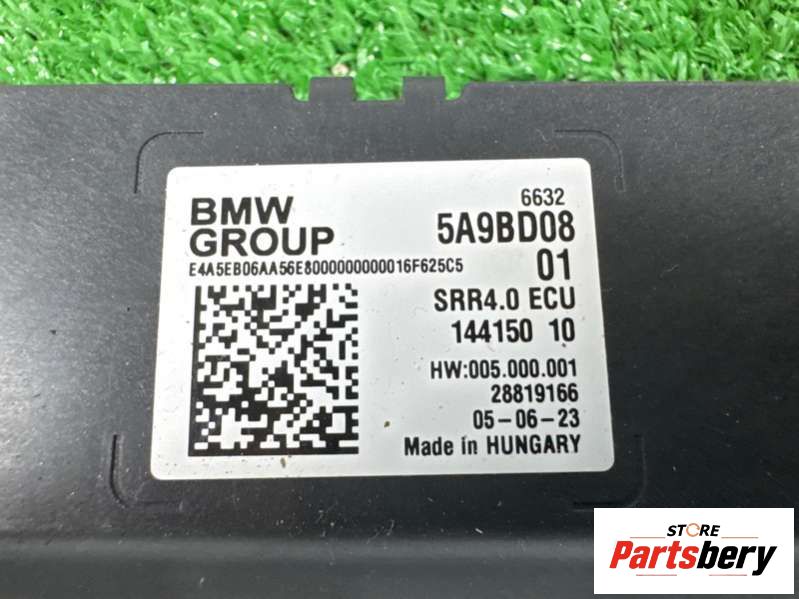 BMW
GROUP
6632
5A9BD08
01
E4A5EB06AA56E8000000000016F625C5
SRR4.0 ECU
144150 10
HW:005.000.001
28819166
05-06-23
Made in HUNGARY
STORE
Partsbery